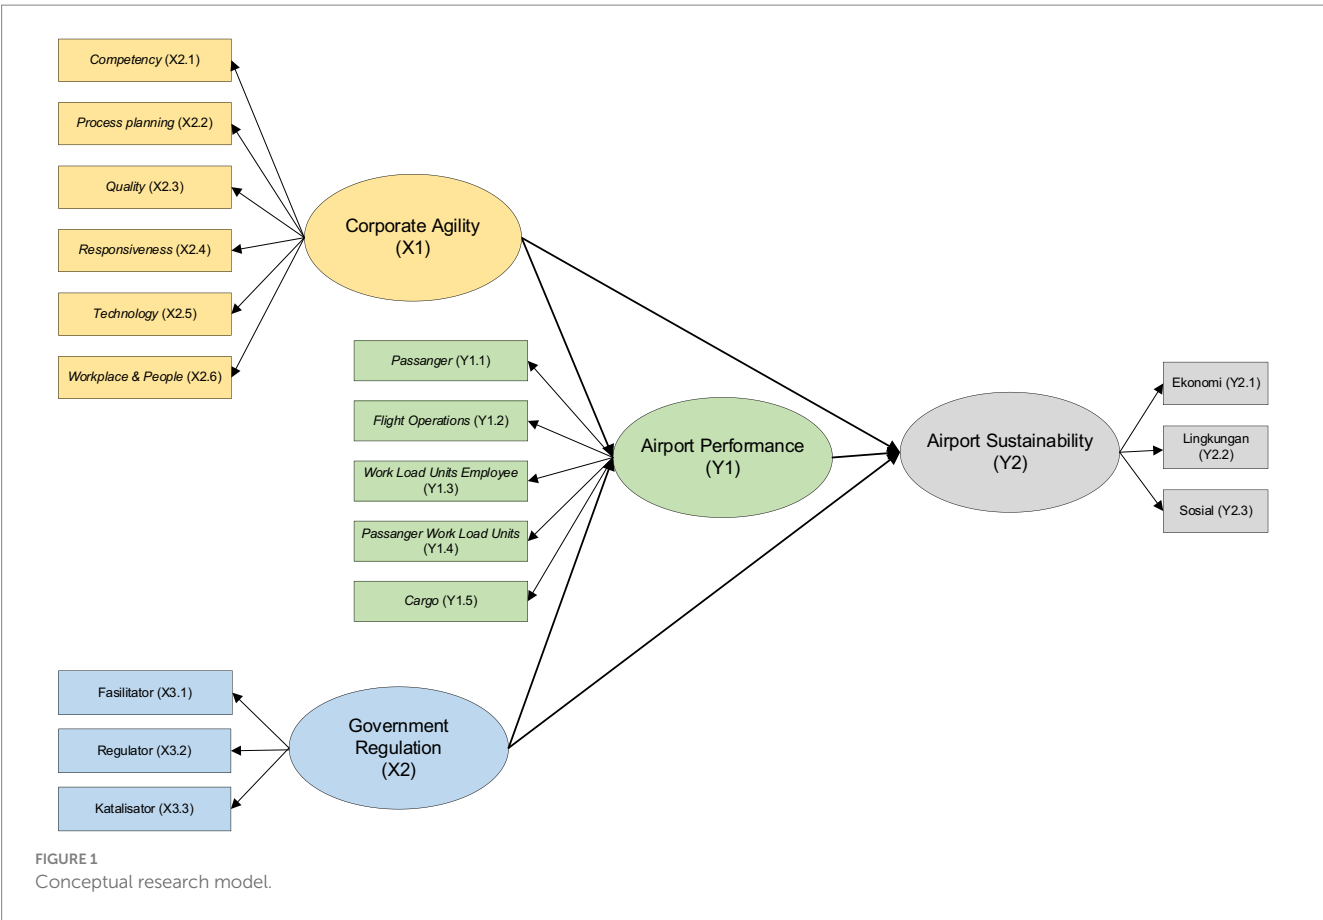 Competency (X2.1)
Process planning (X2.2)
Quality (X2.3)
Responsiveness (X2.4)
Technology (X2.5)
Workplace & People (X2.6)
Corporate Agility
(X1)
Passanger (Y1.1)
Flight Operations (Y1.2)
Work Load Units Employee
(Y1.3)
Passanger Work Load Units
(Y1.4)
Cargo (Y1.5)
Airport Performance
(Y1)
Airport Sustainability
(Y2)
Ekonomi (Y2.1)
Lingkungan
(Y2.2)
Sosial (Y2.3)
Fasilitator (X3.1)
Regulator (X3.2)
Katalisator (X3.3)
Government
Regulation
(X2)
FIGURE 1
Conceptual research model.